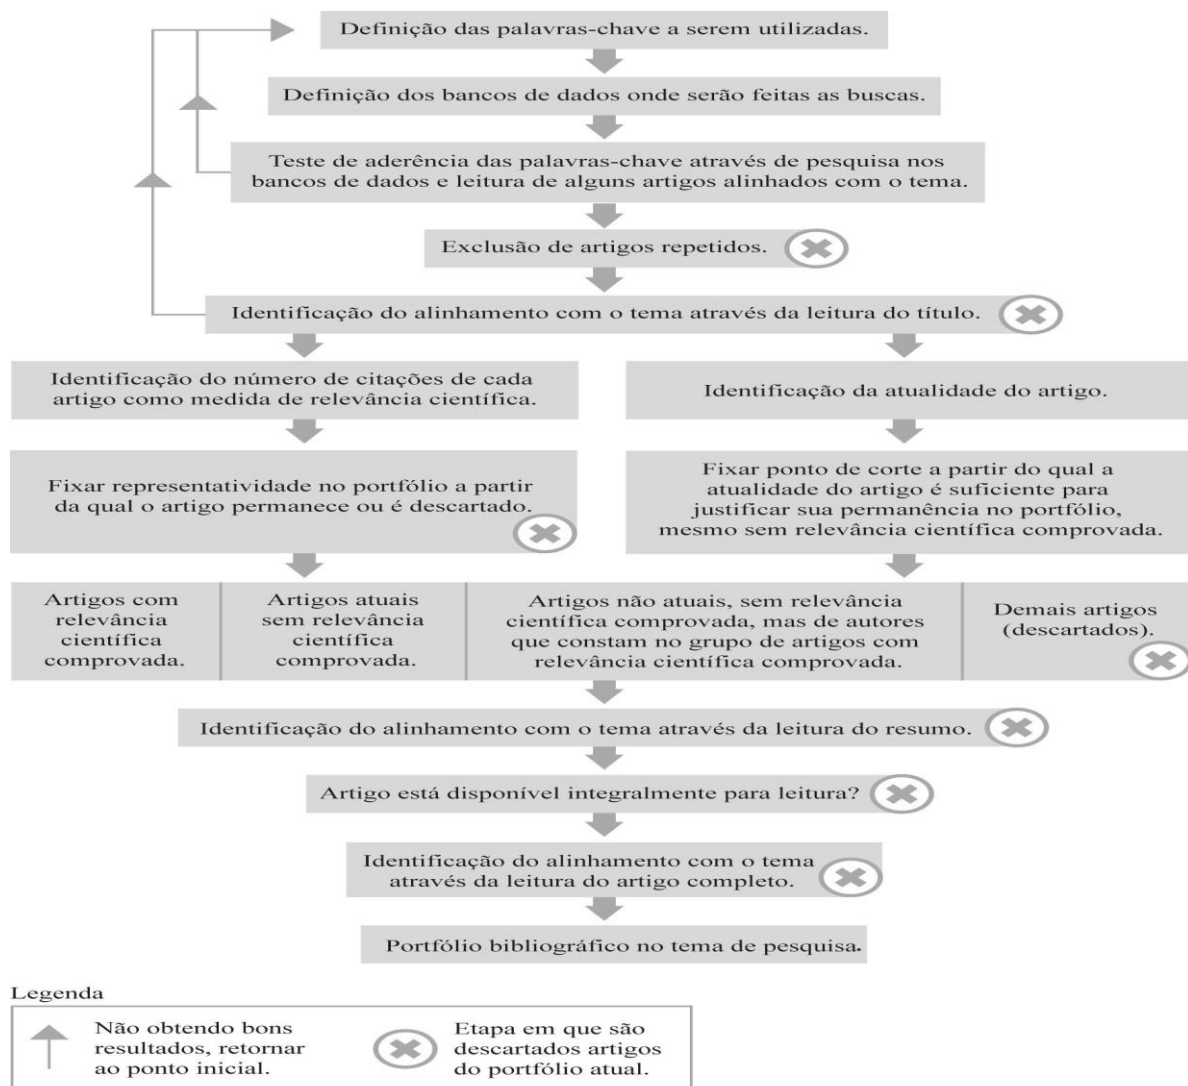 Definição das palavras-chave a serem utilizadas.
Definição dos bancos de dados onde serão feitas as buscas.
Teste de aderência das palavras-chave através de pesquisa nos
bancos de dados e leitura de alguns artigos alinhados com o tema.
Exclusão de artigos repetidos.
Identificação do alinhamento com o tema através da leitura do título.
Identificação do número de citações de cada
artigo como medida de relevância científica.
Identificação da atualidade do artigo.
Fixar representatividade no portfólio a partir
da qual o artigo permanece ou é descartado.
Fixar ponto de corte a partir do qual a
atualidade do artigo é suficiente para
justificar sua permanência no portfólio,
mesmo sem relevância científica comprovada.
Artigos com
relevância
científica
comprovada.
Artigos atuais
sem relevância
científica
comprovada.
Artigos não atuais, sem relevância
científica comprovada, mas de autores
que constam no grupo de artigos com
relevância científica comprovada.
Demais artigos
(descartados).
Identificação do alinhamento com o tema através da leitura do resumo.
Artigo está disponível integralmente para leitura?
Identificação do alinhamento com o tema
através da leitura do artigo completo.
Portfólio bibliográfico no tema de pesquisa.
Legenda
Não obtendo bons
resultados, retornar
ao ponto inicial.
Etapa em que são
descartados artigos
do portfólio atual.